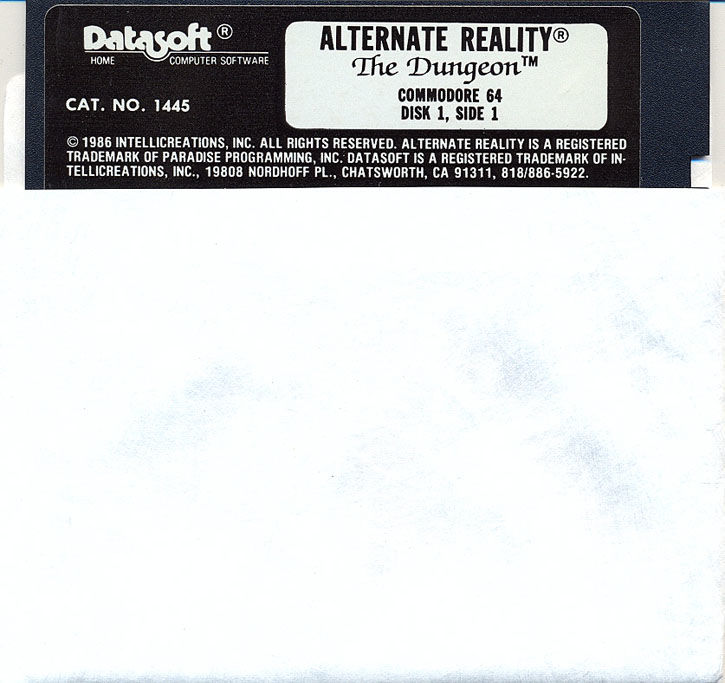 Datasoft®
HOME COMPUTER SOFTWARE
CAT. NO. 1445
ALTERNATE REALITY®
The Dungeon™
COMMODORE 64
DISK 1, SIDE 1
© 1986 INTELLICREATIONS, INC. ALL RIGHTS RESERVED. ALTERNATE REALITY IS A REGISTERED
TRADEMARK OF PARADISE PROGRAMMING, INC. DATASOFT IS A REGISTERED TRADEMARK OF IN-
TELLICREATIONS, INC., 19808 NORDHOFF PL., CHATSWORTH, CA 91311, 818/886-5922.